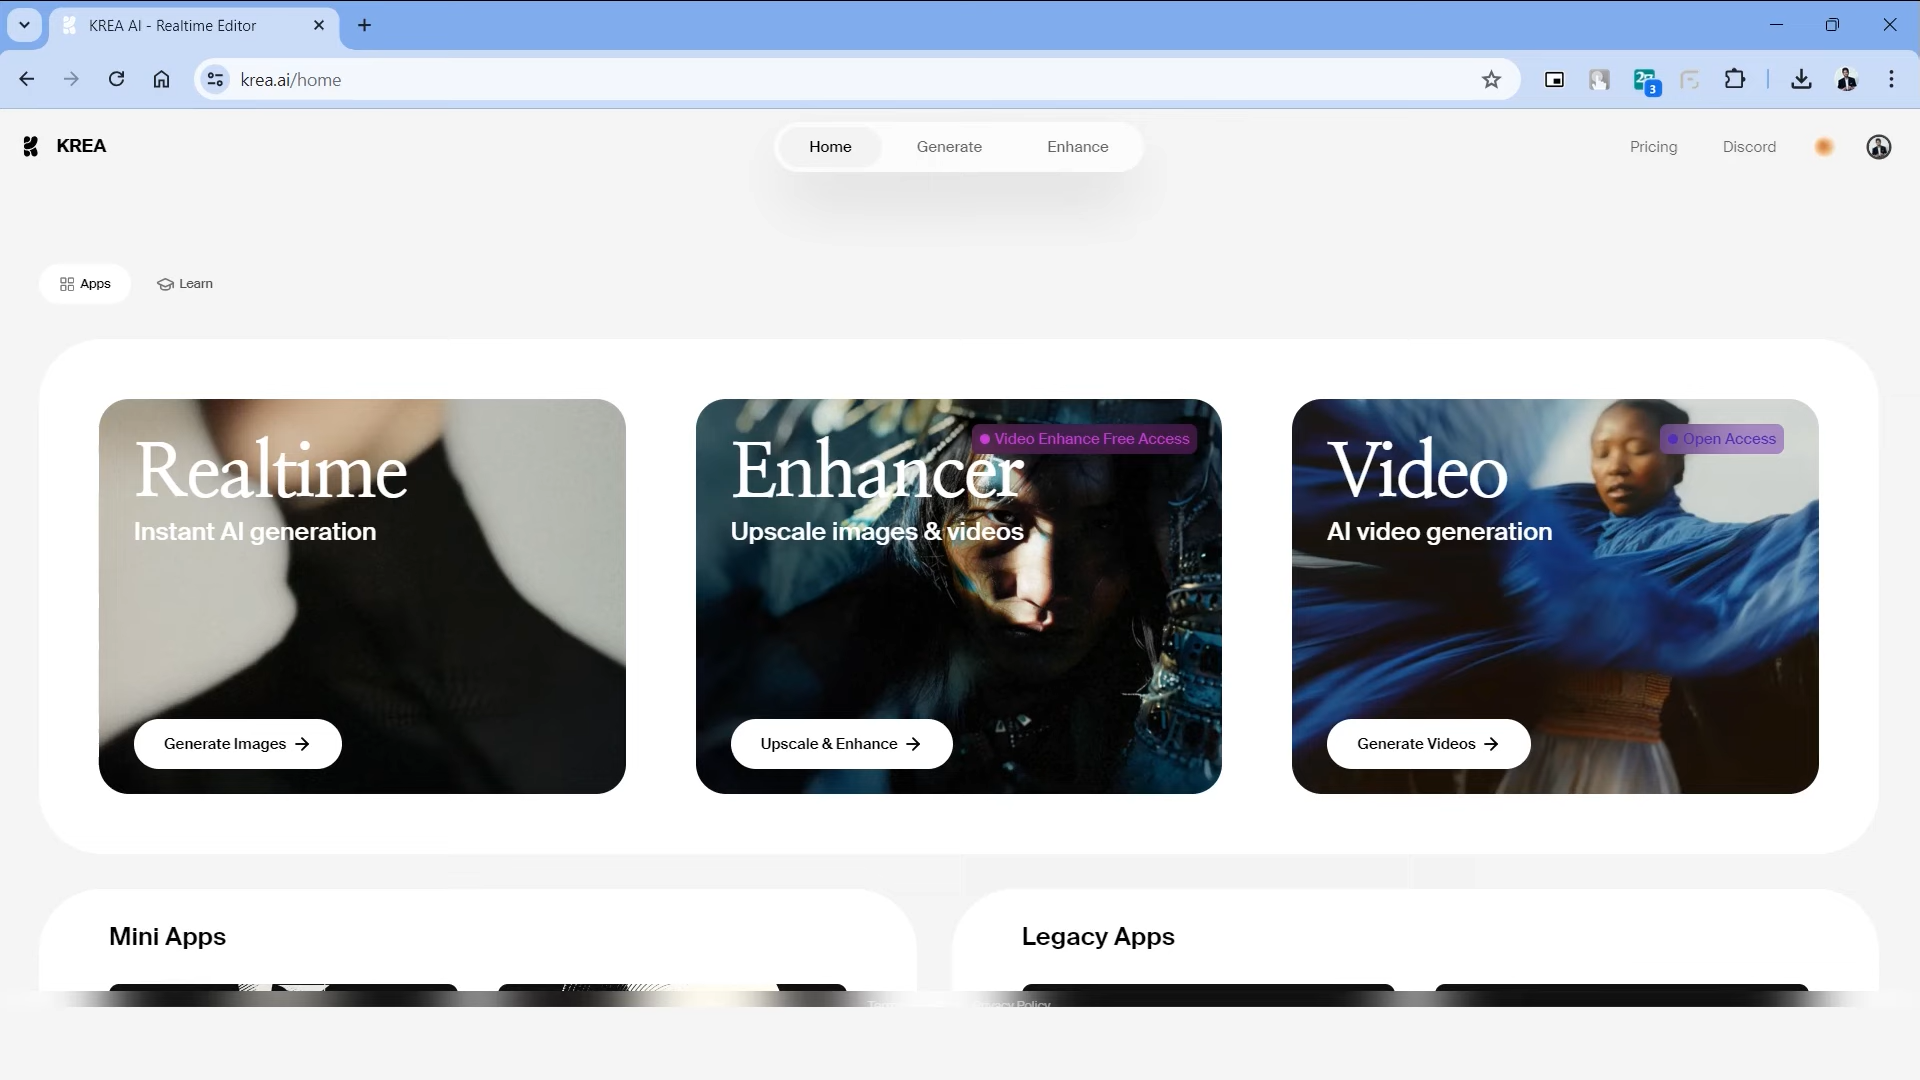 KREA AI - Realtime Editor
krea.ai/home
3
KREA
Home
Generate
Enhance
Pricing
Discord
Apps
Learn
Realtime
Instant AI generation
Generate Images
Video Enhance Free Access
Enhancer
Upscale images & videos
Upscale & Enhance
Open Access
Video
AI video generation
Generate Videos
Mini Apps
Legacy Apps
Policy